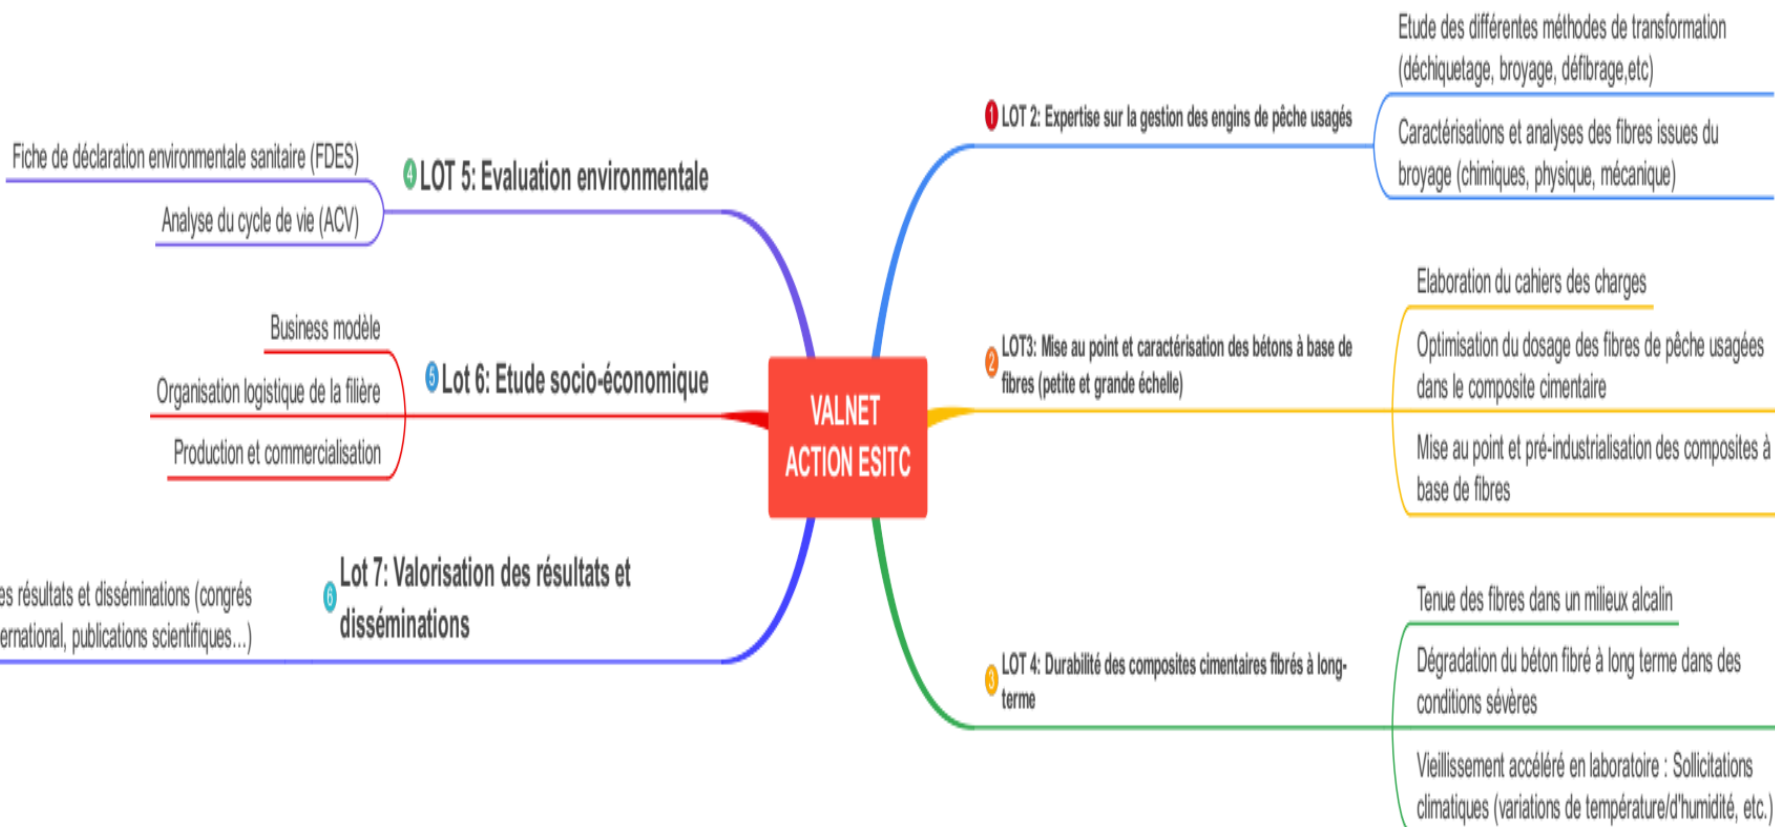 VALNET
ACTION ESITC
1
LOT 2: Expertise sur la gestion des engins de pêche usagés
Etude des différentes méthodes de transformation
(déchiquetage, broyage, défibrage,etc)
Caractérisations et analyses des fibres issues du
broyage (chimiques, physique, mécanique)
2
LOT3: Mise au point et caractérisation des bétons à base de
fibres (petite et grande échelle)
Elaboration du cahiers des charges
Optimisation du dosage des fibres de pêche usagées
dans le composite cimentaire
Mise au point et pré-industrialisation des composites à
base de fibres
3
LOT 4: Durabilité des composites cimentaires fibrés à long-
terme
Tenue des fibres dans un milieux alcalin
Dégradation du béton fibré à long terme dans des
conditions sévères
Vieillissement accéléré en laboratoire : Sollicitations
climatiques (variations de température/d'humidité, etc.)
4
LOT 5: Evaluation environmentale
Fiche de déclaration environmentale sanitaire (FDES)
Analyse du cycle de vie (ACV)
5
Lot 6: Etude socio-économique
Business modèle
Organisation logistique de la filière
Production et commercialisation
6
Lot 7: Valorisation des résultats et
disséminations
es résultats et disséminations (congrés
ernational, publications scientifiques...)